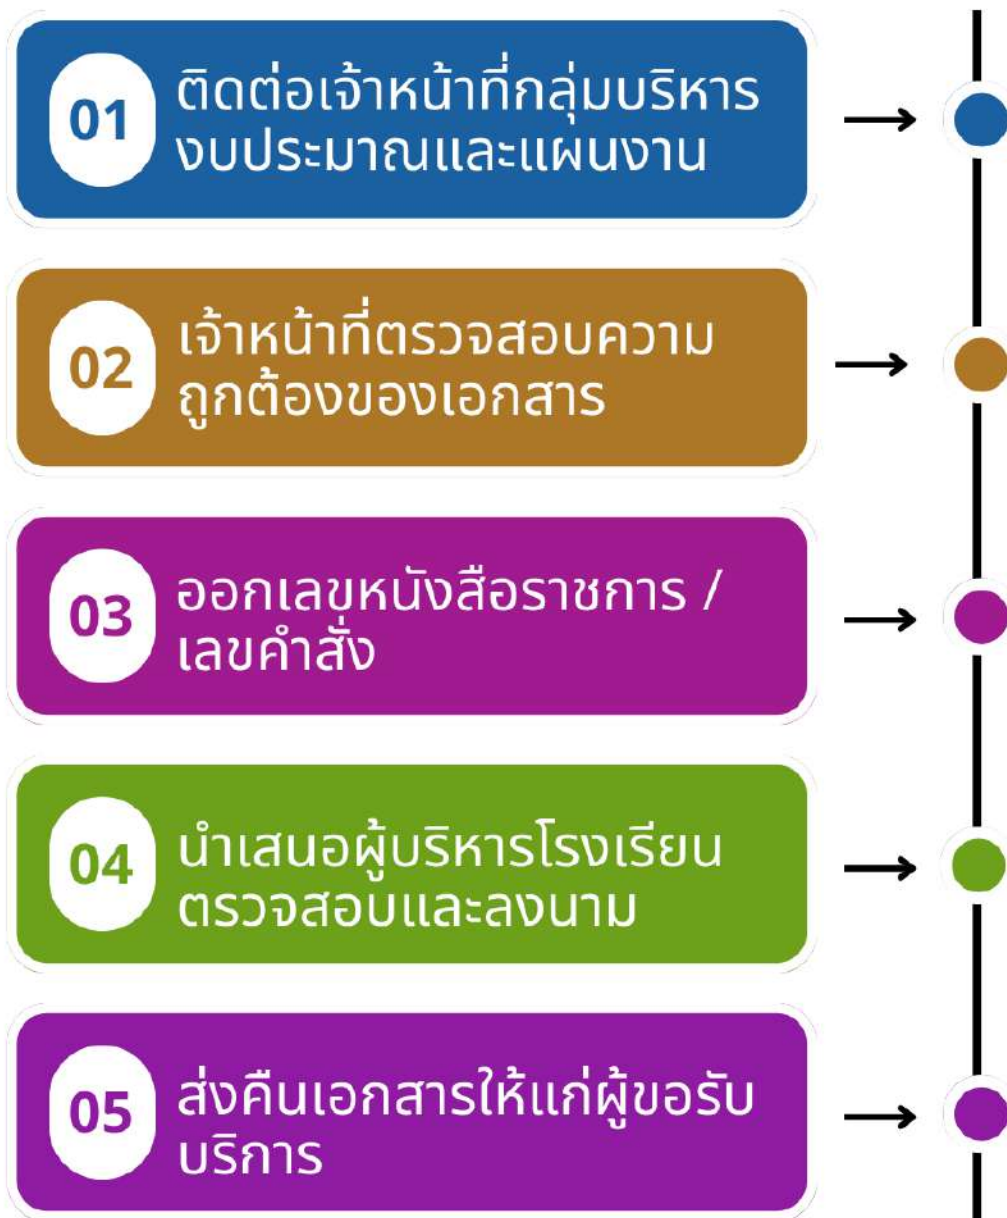 01
ติดต่อเจ้าหน้าที่กลุ่มบริหาร
งบประมาณและแผนงาน
02
เจ้าหน้าที่ตรวจสอบความ
ถูกต้องของเอกสาร
03
ออกเลขหนังสือราชการ /
เลขคำสั่ง
04
นำเสนอผู้บริหารโรงเรียน
ตรวจสอบและลงนาม
05
ส่งคืนเอกสารให้แก่ผู้ขอรับ
บริการ